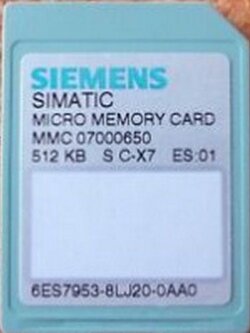 SIEMENS
SIMATIC
MICRO MEMORY CARD
MMC 07000650
512 KB S C-X7 ES:01
6ES7953-8LJ20-0AA0